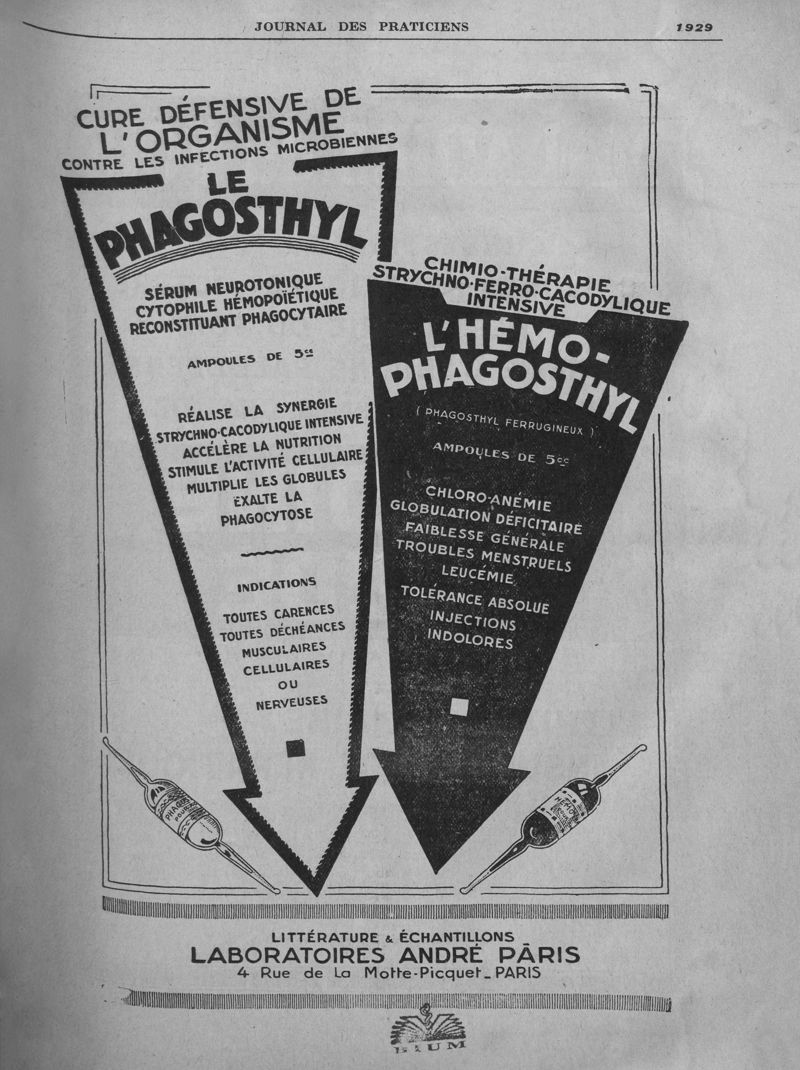 JOURNAL DES PRATICIENS
1929
CURE DÉFENSIVE DE
L'ORGANISME
CONTRE LES INFECTIONS MICROBIENNES
LE
PHAGOSTHYL
SÉRUM NEUROTONIQUE
CYTOPHILE HÉMOPOÏÉTIQUE
RECONSTITUANT PHAGOCYTAIRE
AMPOULES DE 5cc
RÉALISE LA SYNERGIE
STRYCHNO-CACODYLIQUE INTENSIVE
ACCÉLÈRE LA NUTRITION
STIMULE L'ACTIVITÉ CELLULAIRE
MULTIPLIE LES GLOBULES
EXALTE LA
PHAGOCYTOSE
INDICATIONS
TOUTES CARENCES
TOUTES DÉCHÉANCES
MUSCULAIRES
CELLULAIRES
OU
NERVEUSES
CHIMIO-THÉRAPIE
STRYCHNO-FERRO-CACODYLIQUE
INTENSIVE
L'HÉMO-
PHAGOSTHYL
(PHAGOSTHYL FERRUGINEUX)
AMPOULES DE 5cc
CHLORO-ANÉMIE
GLOBULATION DÉFICITAIRE
FAIBLESSE GÉNÉRALE
TROUBLES MENSTRUELS
LEUCÉMIE
TOLÉRANCE ABSOLUE
INJECTIONS
INDOLORES
LITTÉRATURE & ÉCHANTILLONS
LABORATOIRES ANDRÉ PÂRIS
4 Rue de La Motte-Picquet_PARIS
BIUM